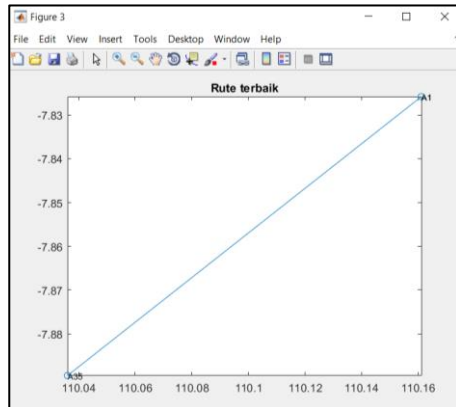 Figure 3
File Edit View Insert Tools Desktop Window Help
Rute terbaik
A1
-7.83
-7.84
-7.85
-7.86
-7.87
-7.88
A35
110.04 110.06 110.08 110.1 110.12 110.14 110.16